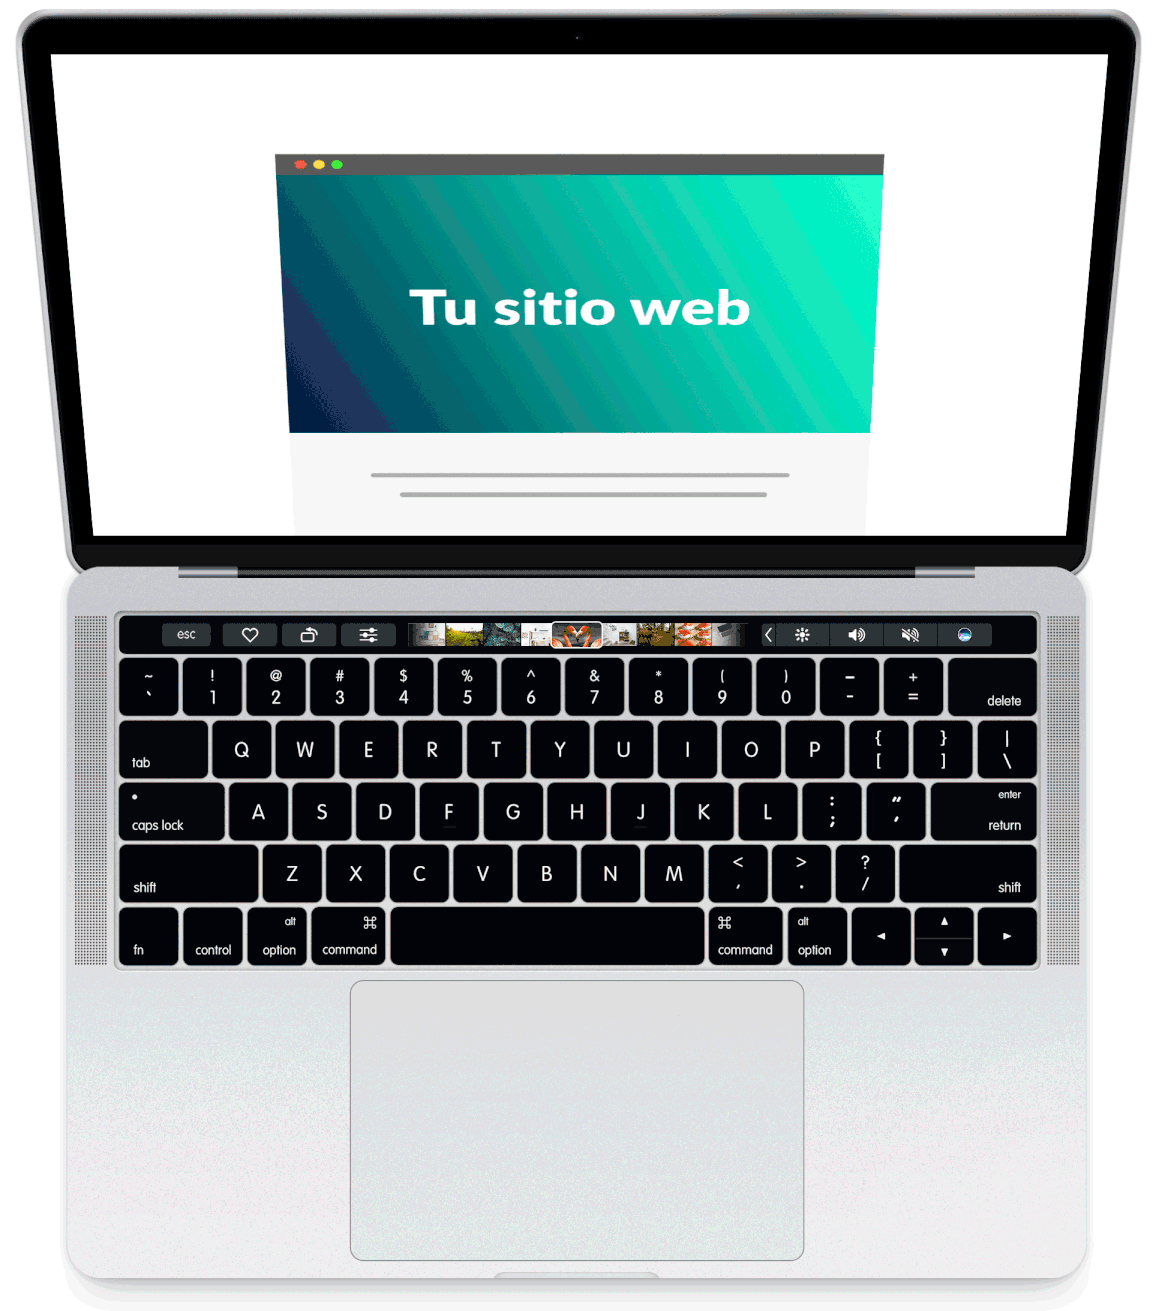 Tu sitio web
esc
~ ! @ # $ % ^ & * ( ) – +
` 1 2 3 4 5 6 7 8 9 0 - = delete
tab Q W E R T Y U I O P { [ } ] | \
caps lock A S D F G H J K L : ; " ' enter return
shift Z X C V B N M < , > . ? / shift
fn control alt option ⌘ command ⌘ command alt option ◀ ▲ ▼ ▶